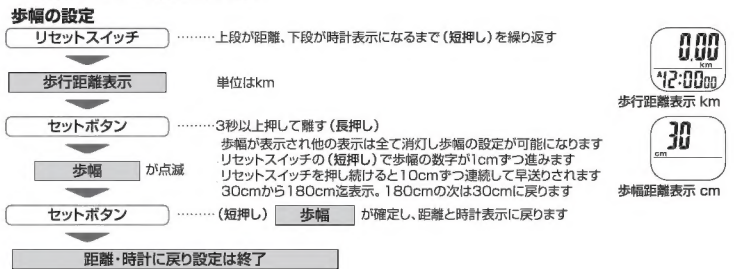 歩幅の設定
リセットスイッチ ………上段が距離、下段が時計表示になるまで(短押し)を繰り返す
歩行距離表示 単位はkm
0.00
km
A12:0000
歩行距離表示 km
セットボタン ………3秒以上押して離す(長押し)
歩幅が表示され他の表示は全て消灯し歩幅の設定が可能になります
歩幅 が点滅
リセットスイッチの(短押し)で歩幅の数字が1cmずつ進みます
リセットスイッチを押し続けると10cmずつ連続して早送りされます
30cmから180cm迄表示。180cmの次は30cmに戻ります
30
cm
歩幅距離表示 cm
セットボタン ………(短押し) 歩幅 が確定し、距離と時計表示に戻ります
距離・時計に戻り設定は終了